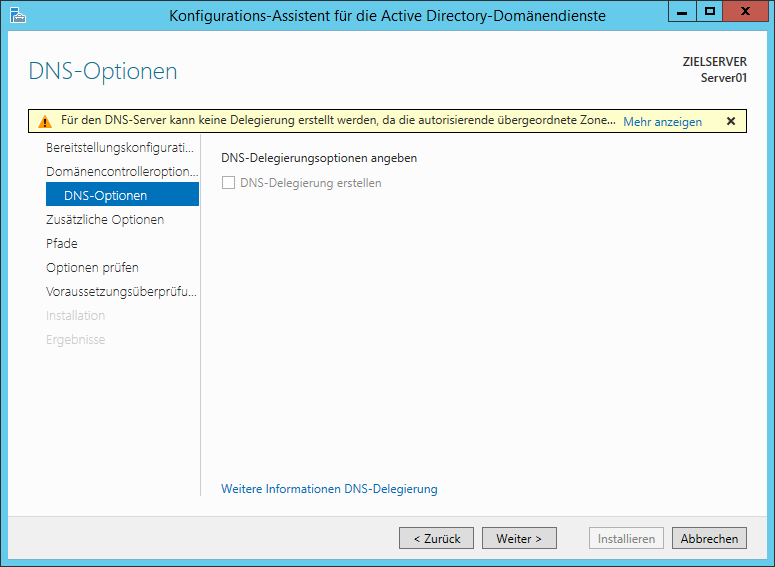 Konfigurations-Assistent für die Active Directory-Domänendienste
DNS-Optionen
ZIELSERVER
Server01
Für den DNS-Server kann keine Delegierung erstellt werden, da die autorisierende übergeordnete Zone... Mehr anzeigen
Bereitstellungskonfigurati...
Domänencontrolleroption...
DNS-Optionen
Zusätzliche Optionen
Pfade
Optionen prüfen
Voraussetzungsüberprüfu...
Installation
Ergebnisse
DNS-Delegierungsoptionen angeben
DNS-Delegierung erstellen
Weitere Informationen DNS-Delegierung
< Zurück
Weiter >
Installieren
Abbrechen